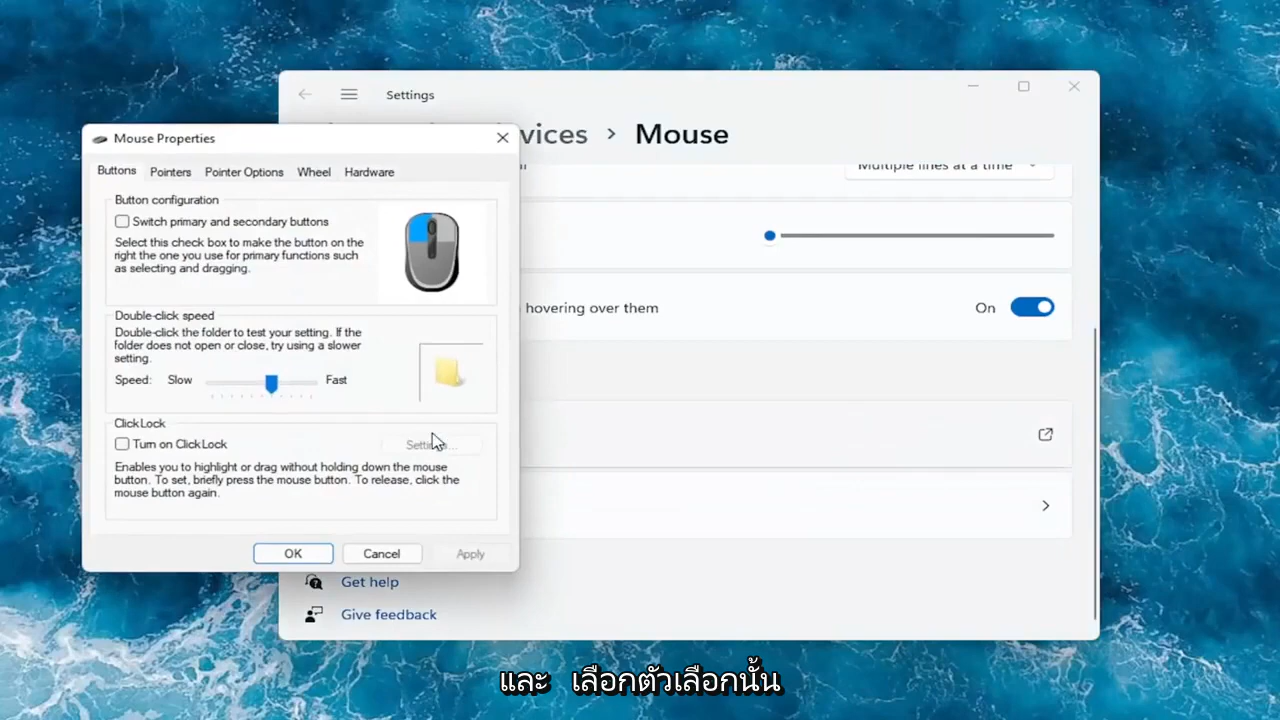 Settings
vices > Mouse
Multiple lines at a time
hovering over them
On
Get help
Give feedback
Mouse Properties
Buttons
Pointers
Pointer Options
Wheel
Hardware
Button configuration
Switch primary and secondary buttons
Select this check box to make the button on the
right the one you use for primary functions such
as selecting and dragging.
Double-click speed
Double-click the folder to test your setting. If the
folder does not open or close, try using a slower
setting.
Speed: Slow Fast
ClickLock
Turn on ClickLock
Enables you to highlight or drag without holding down the mouse
button. To set, briefly press the mouse button. To release, click the
mouse button again.
OK
Cancel
Apply
และ เลือกตัวเลือกนั้น